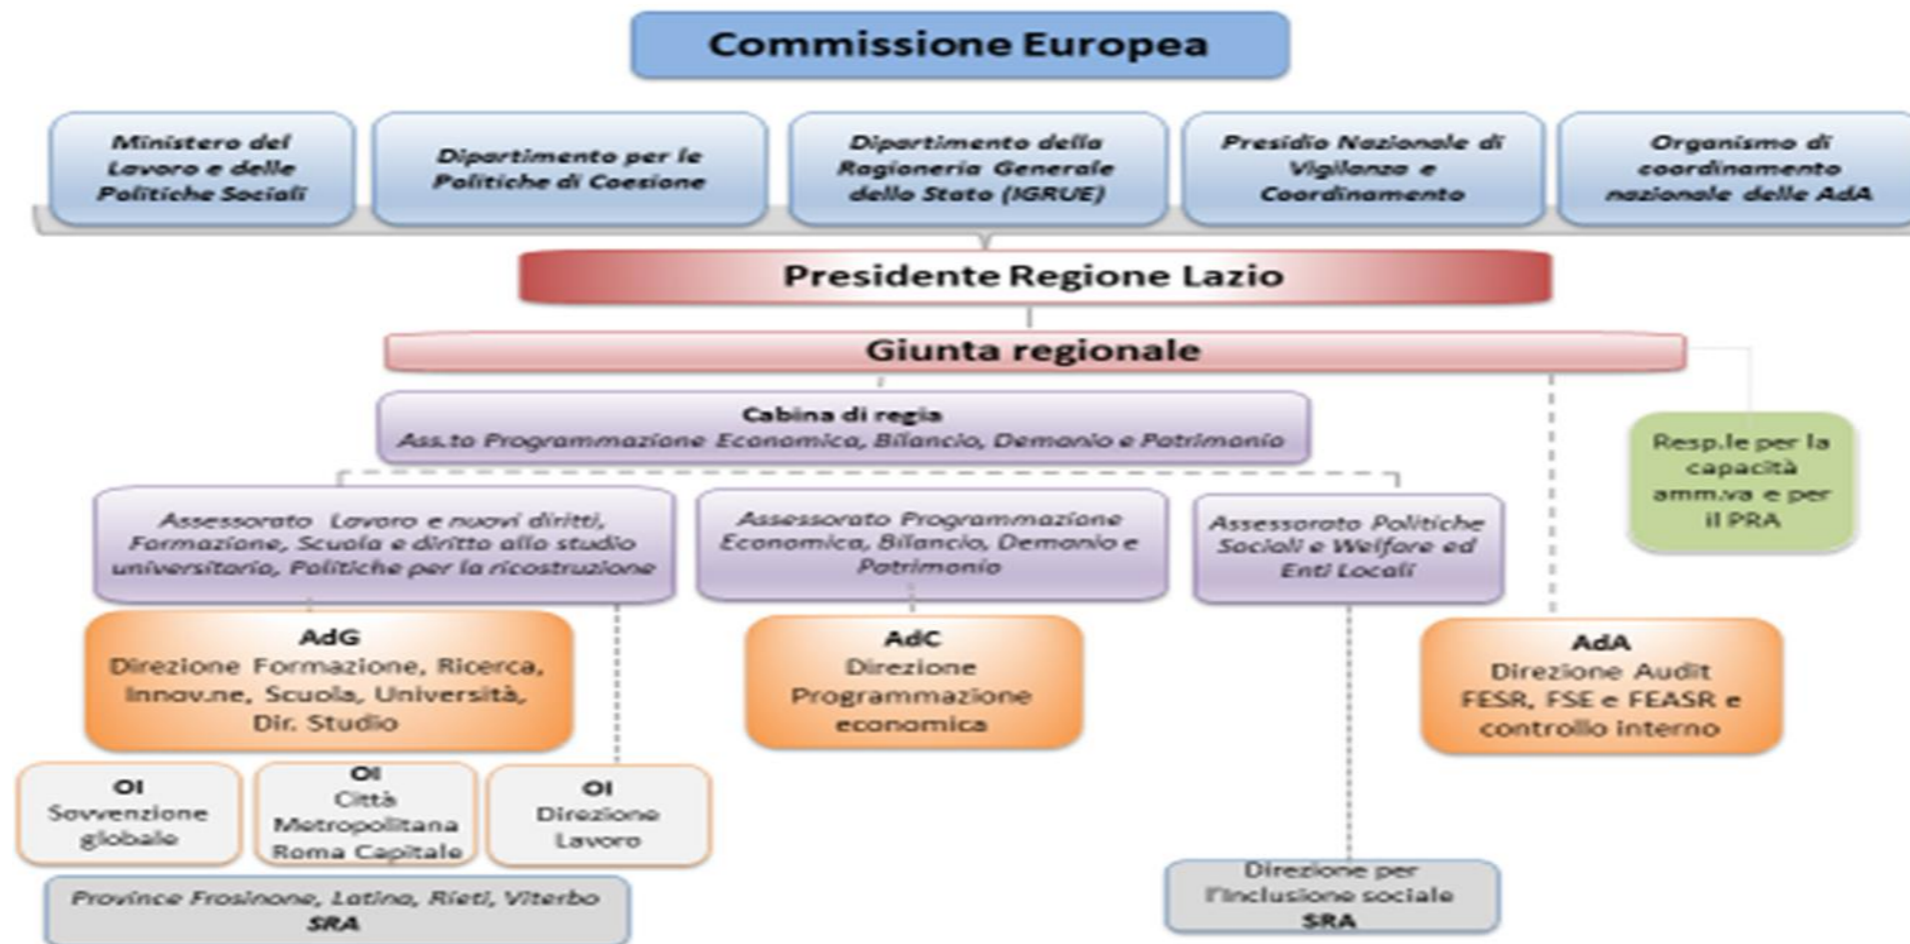 Commissione Europea
Ministero del
Lavoro e delle
Politiche Sociali
Dipartimento per le
Politiche di Coesione
Dipartimento della
Ragioneria Generale
dello Stato (IGRUE)
Presidio Nazionale di
Vigilanza e
Coordinamento
Organismo di
coordinamento
nazionale delle AdA
Presidente Regione Lazio
Giunta regionale
Cabina di regia
Ass.to Programmazione Economica, Bilancio, Demanio e Patrimonio
Resp.le per la
capacità
amm.va e per
il PRA
Assessorato Lavoro e nuovi diritti,
Formazione, Scuola e diritto allo studio
universitario, Politiche per la ricostruzione
Assessorato Programmazione
Economica, Bilancio, Demanio e
Patrimonio
Assessorato Politiche
Sociali e Welfare ed
Enti Locali
AdG
Direzione Formazione, Ricerca,
Innov.ne, Scuola, Università,
Dir. Studio
AdC
Direzione
Programmazione
economica
AdA
Direzione Audit
FESR, FSE e FEASR e
controllo interno
OI
Sovvenzione
globale
OI
Città
Metropolitana
Roma Capitale
OI
Direzione
Lavoro
Province Frosinone, Latina, Rieti, Viterbo
SRA
Direzione per
l'Inclusione sociale
SRA